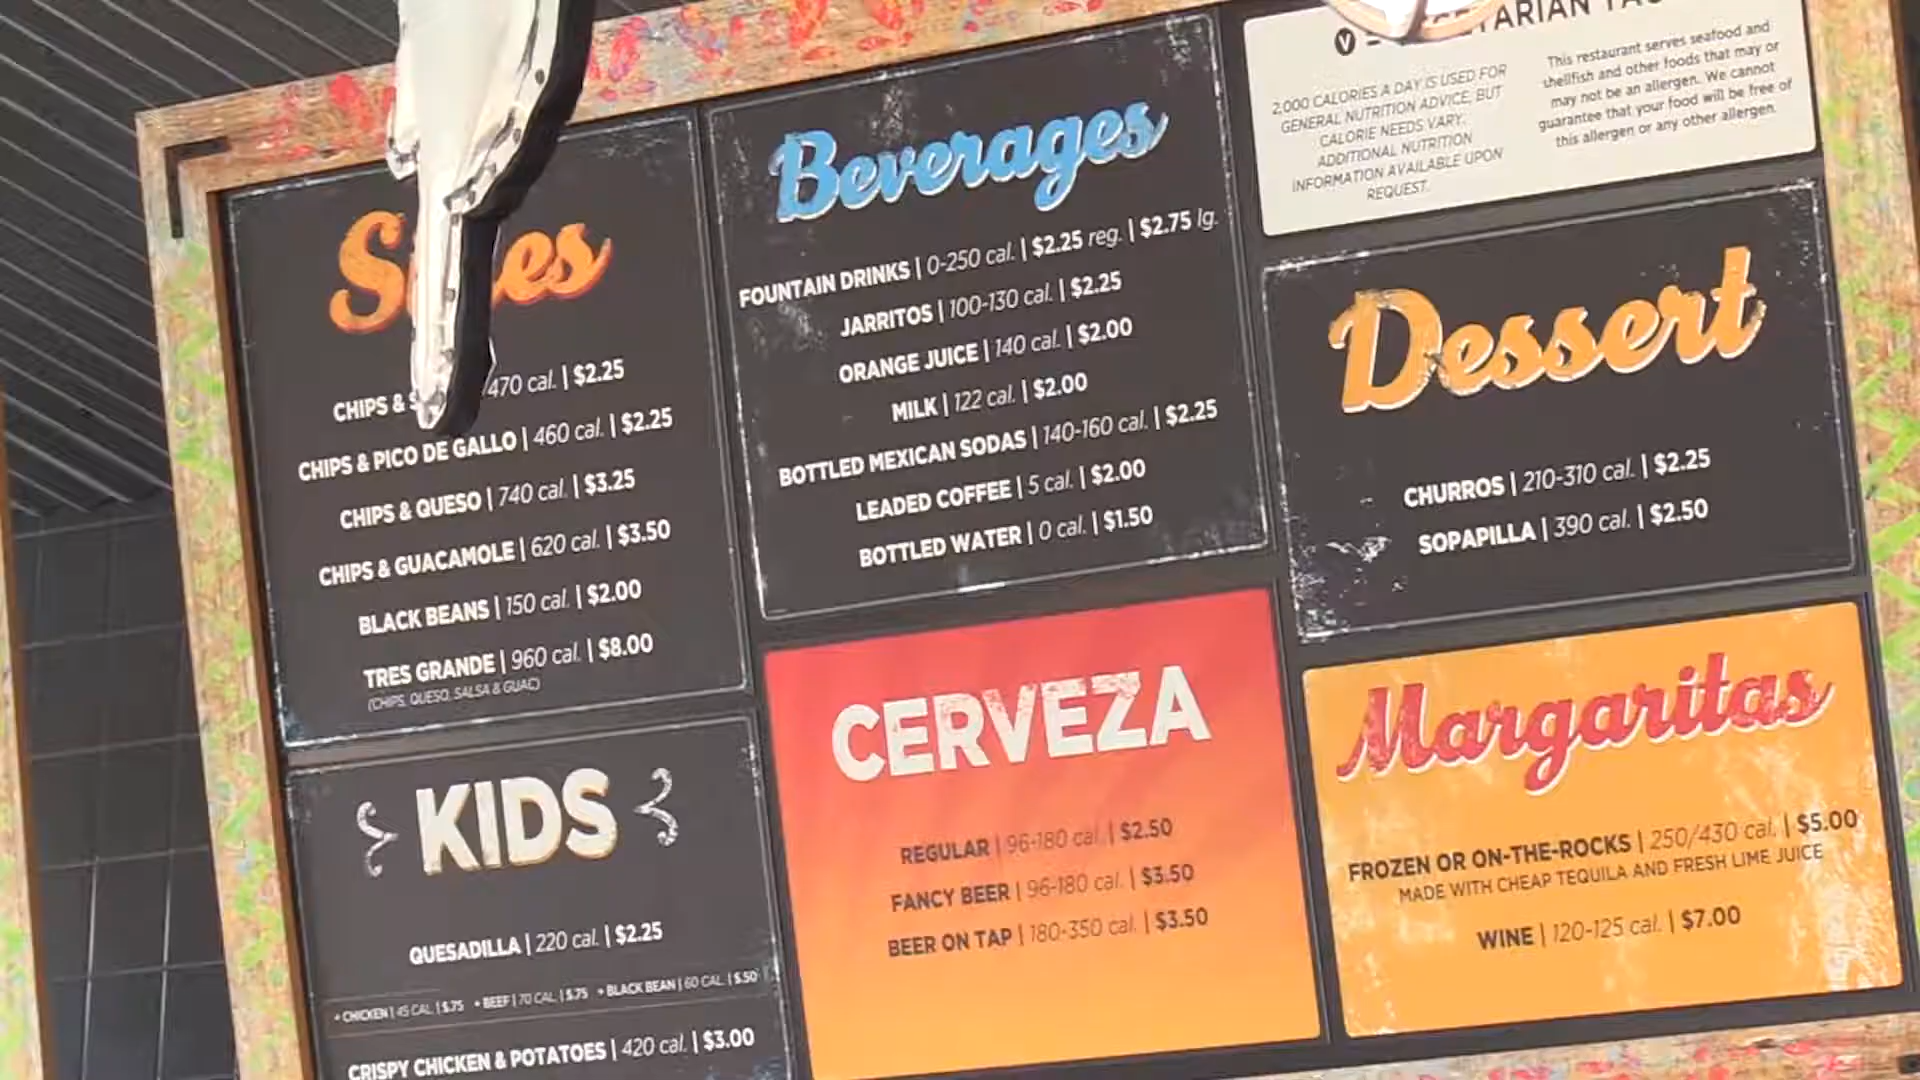 es
CHIPS & 470 cal. | $2.25
CHIPS & PICO DE GALLO | 460 cal. | $2.25
CHIPS & QUESO | 740 cal. | $3.25
CHIPS & GUACAMOLE | 620 cal. | $3.50
BLACK BEANS | 150 cal. | $2.00
TRES GRANDE | 960 cal. | $8.00
(CHIPS, QUESO, SALSA & GUAC)
KIDS
QUESADILLA | 220 cal. | $2.25
+ CHICKEN | 45 CAL. | $.75 + BEEF | 70 CAL. | $.75 + BLACK BEAN | 60 CAL. | $.50
CRISPY CHICKEN & POTATOES | 420 cal. | $3.00
Beverages
FOUNTAIN DRINKS | 0-250 cal. | $2.25 reg. | $2.75 lg.
JARRITOS | 100-130 cal. | $2.25
ORANGE JUICE | 140 cal. | $2.00
MILK | 122 cal. | $2.00
BOTTLED MEXICAN SODAS | 140-160 cal. | $2.25
LEADED COFFEE | 5 cal. | $2.00
BOTTLED WATER | 0 cal. | $1.50
CERVEZA
REGULAR | 96-180 cal. | $2.50
FANCY BEER | 96-180 cal. | $3.50
BEER ON TAP | 180-350 cal. | $3.50
V =
2,000 CALORIES A DAY IS USED FOR
GENERAL NUTRITION ADVICE, BUT
CALORIE NEEDS VARY.
ADDITIONAL NUTRITION
INFORMATION AVAILABLE UPON
REQUEST.
This restaurant serves seafood and
shellfish and other foods that may or
may not be an allergen. We cannot
guarantee that your food will be free of
this allergen or any other allergen.
Dessert
CHURROS | 210-310 cal. | $2.25
SOPAPILLA | 390 cal. | $2.50
Margaritas
FROZEN OR ON-THE-ROCKS | 250/430 cal. | $5.00
MADE WITH CHEAP TEQUILA AND FRESH LIME JUICE
WINE | 120-125 cal. | $7.00